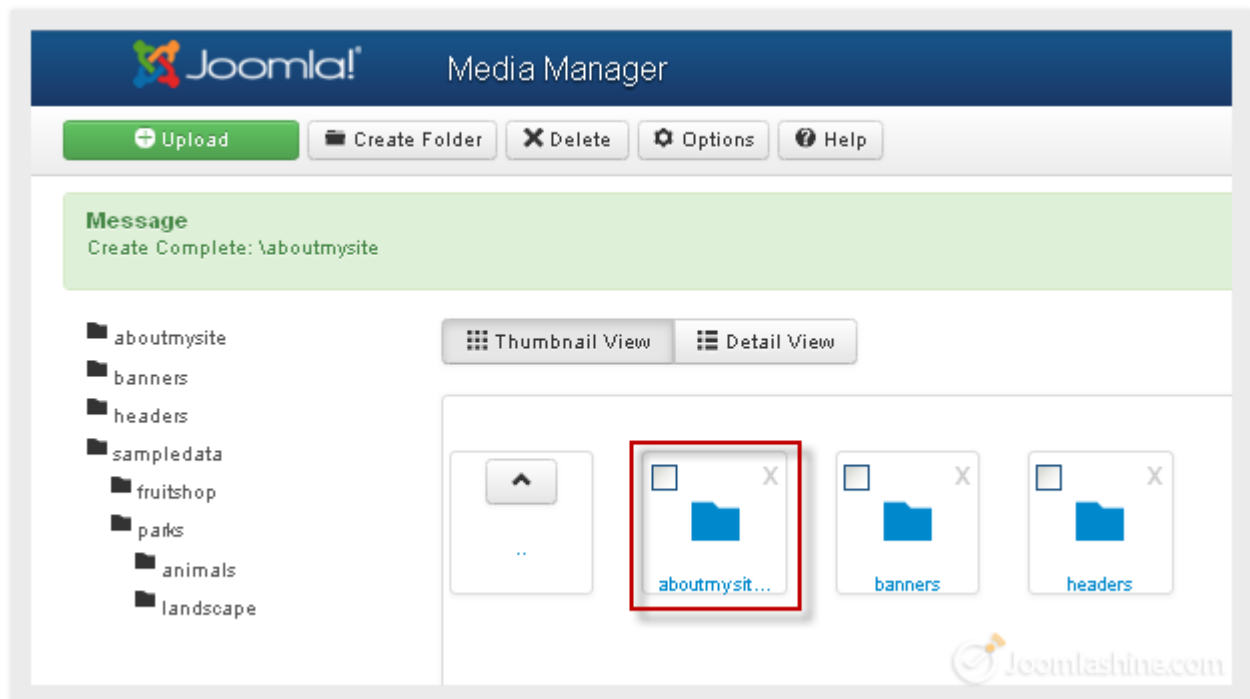 Joomla!® Media Manager
Upload Create Folder X Delete Options Help
Message
Create Complete: \aboutmysite
aboutmysite
banners
headers
sampledata
fruitshop
parks
animals
landscape
Thumbnail View Detail View
..
X
aboutmysit...
X
banners
X
headers
Joomlashine.com